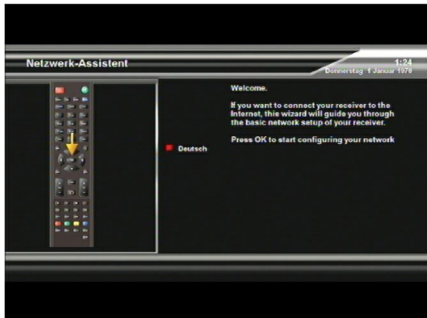 Netzwerk-Assistent
1:24
Donnerstag 1 Januar 1970
Welcome.
If you want to connect your receiver to the
Internet, this wizard will guide you through
the basic network setup of your receiver.
Press OK to start configuring your network
Deutsch